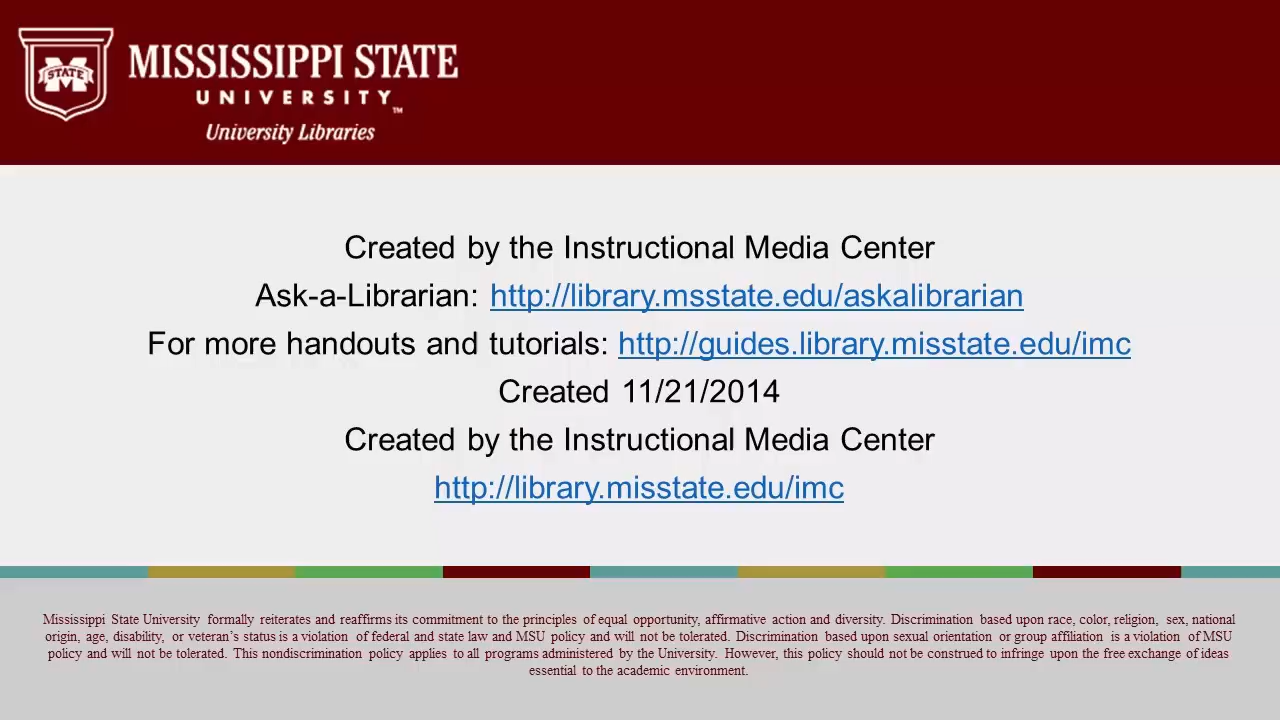 STATE
MISSISSIPPI STATE
UNIVERSITY™
University Libraries
Created by the Instructional Media Center
Ask-a-Librarian: http://library.msstate.edu/askalibrarian
For more handouts and tutorials: http://guides.library.misstate.edu/imc
Created 11/21/2014
Created by the Instructional Media Center
http://library.misstate.edu/imc
Mississippi State University formally reiterates and reaffirms its commitment to the principles of equal opportunity, affirmative action and diversity. Discrimination based upon race, color, religion, sex, national
origin, age, disability, or veteran’s status is a violation of federal and state law and MSU policy and will not be tolerated. Discrimination based upon sexual orientation or group affiliation is a violation of MSU
policy and will not be tolerated. This nondiscrimination policy applies to all programs administered by the University. However, this policy should not be construed to infringe upon the free exchange of ideas
essential to the academic environment.